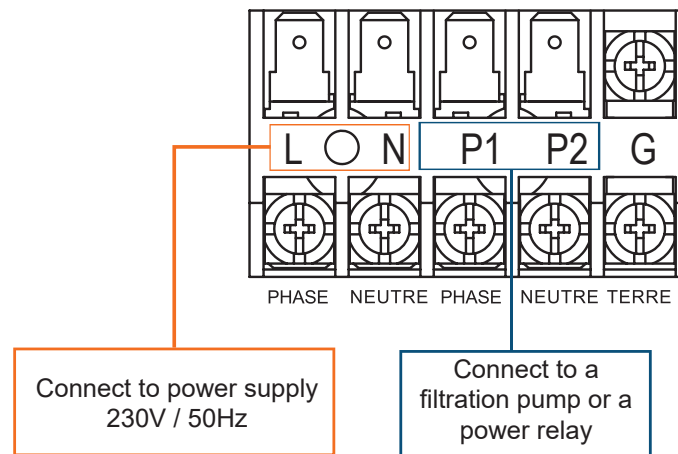 L N P1 P2 G
PHASE NEUTRE PHASE NEUTRE TERRE
Connect to power supply
230V / 50Hz
Connect to a
filtration pump or a
power relay